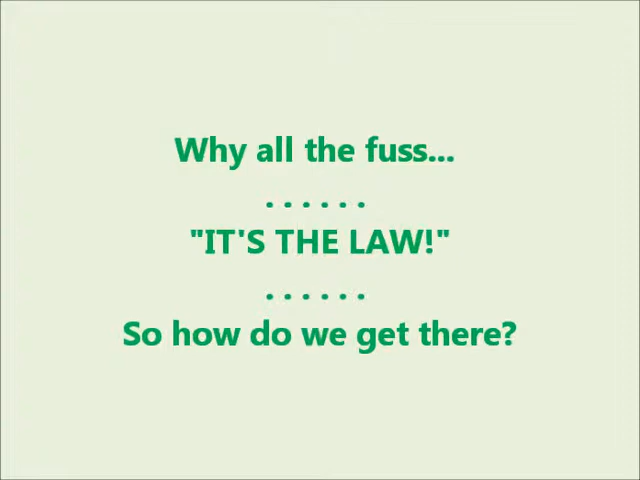 Why all the fuss...
. . . . . .
"IT'S THE LAW!"
. . . . . .
So how do we get there?